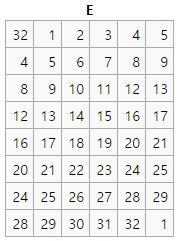 E
32 1 2 3 4 5
4 5 6 7 8 9
8 9 10 11 12 13
12 13 14 15 16 17
16 17 18 19 20 21
20 21 22 23 24 25
24 25 26 27 28 29
28 29 30 31 32 1